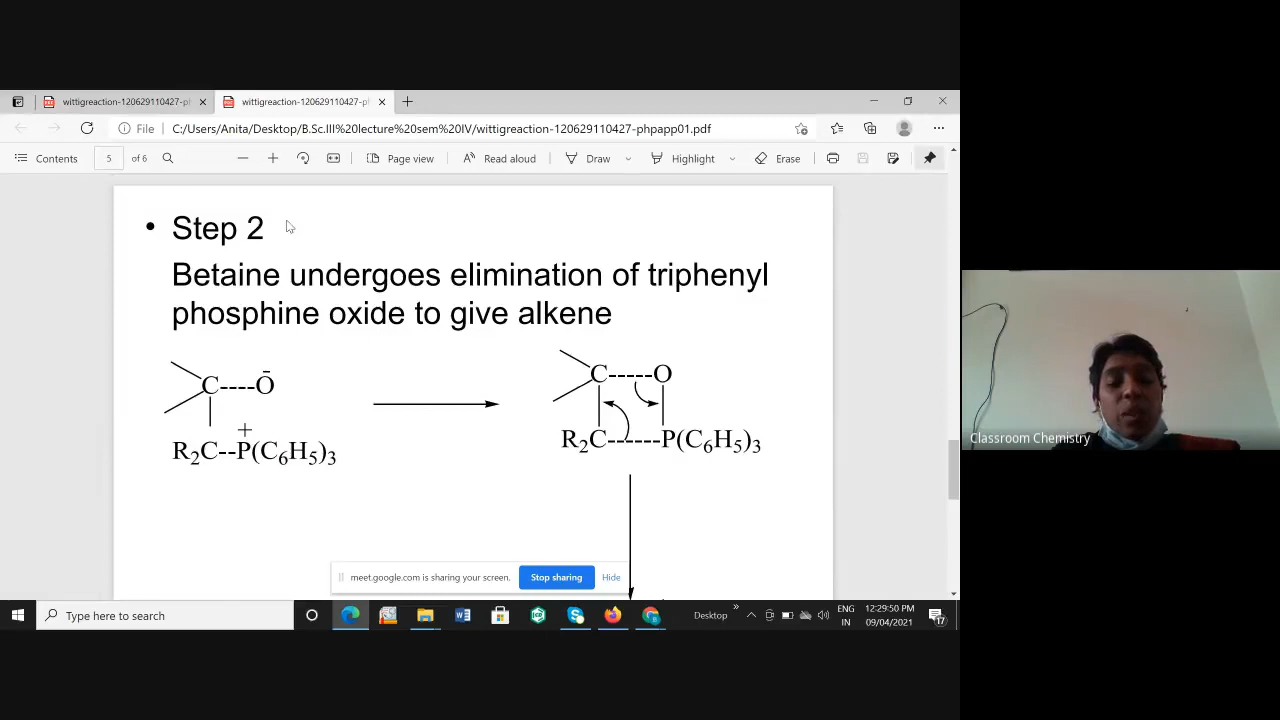 wittigreaction-120629110427-ph
wittigreaction-120629110427-ph
File
C:/Users/Anita/Desktop/B.Sc.III%20lecture%20sem%20IV/wittigreaction-120629110427-phpapp01.pdf
Contents
5
of 6
Page view
Read aloud
Draw
Highlight
Erase
• Step 2
Betaine undergoes elimination of triphenyl
phosphine oxide to give alkene
C----Ō
+
R₂C--P(C₆H₅)₃
C-----O
R₂C------P(C₆H₅)₃
Classroom Chemistry
meet.google.com is sharing your screen.
Stop sharing
Hide
Type here to search
Desktop
»
ENG
IN
12:29:50 PM
09/04/2021
17